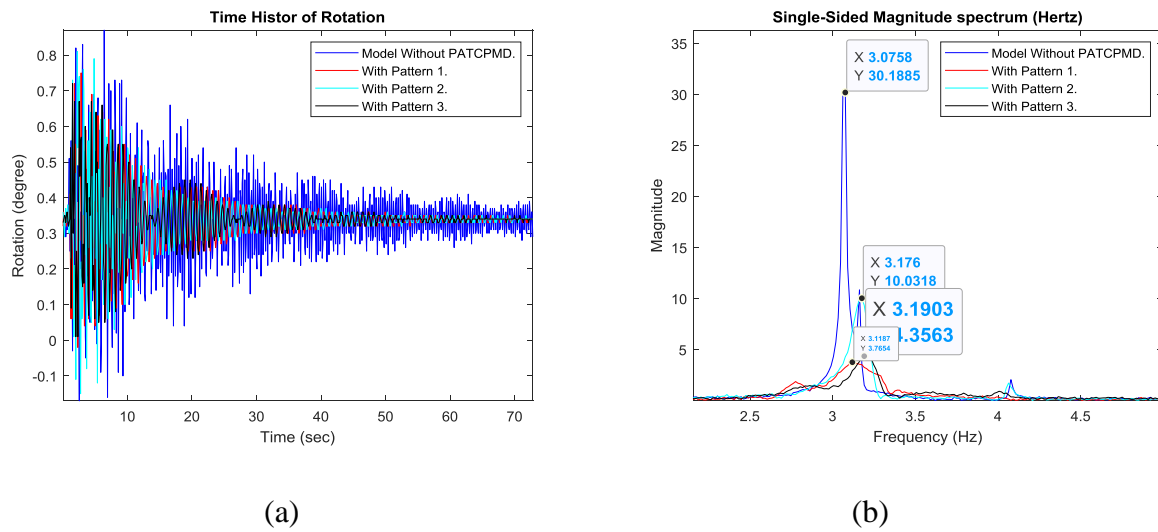 Time Histor of Rotation
Model Without PATCPMD.
With Pattern 1.
With Pattern 2.
With Pattern 3.
Rotation (degree)
0.8
0.7
0.6
0.5
0.4
0.3
0.2
0.1
0
-0.1
10
20
30
40
50
60
70
Time (sec)
(a)
Single-Sided Magnitude spectrum (Hertz)
Model Without PATCPMD.
With Pattern 1.
With Pattern 2.
With Pattern 3.
X 3.0758
Y 30.1885
X 3.176
Y 10.0318
X 3.1903
4.3563
X 3.1187
Y 3.7654
Magnitude
35
30
25
20
15
10
5
2.5
3
3.5
4
4.5
Frequency (Hz)
(b)